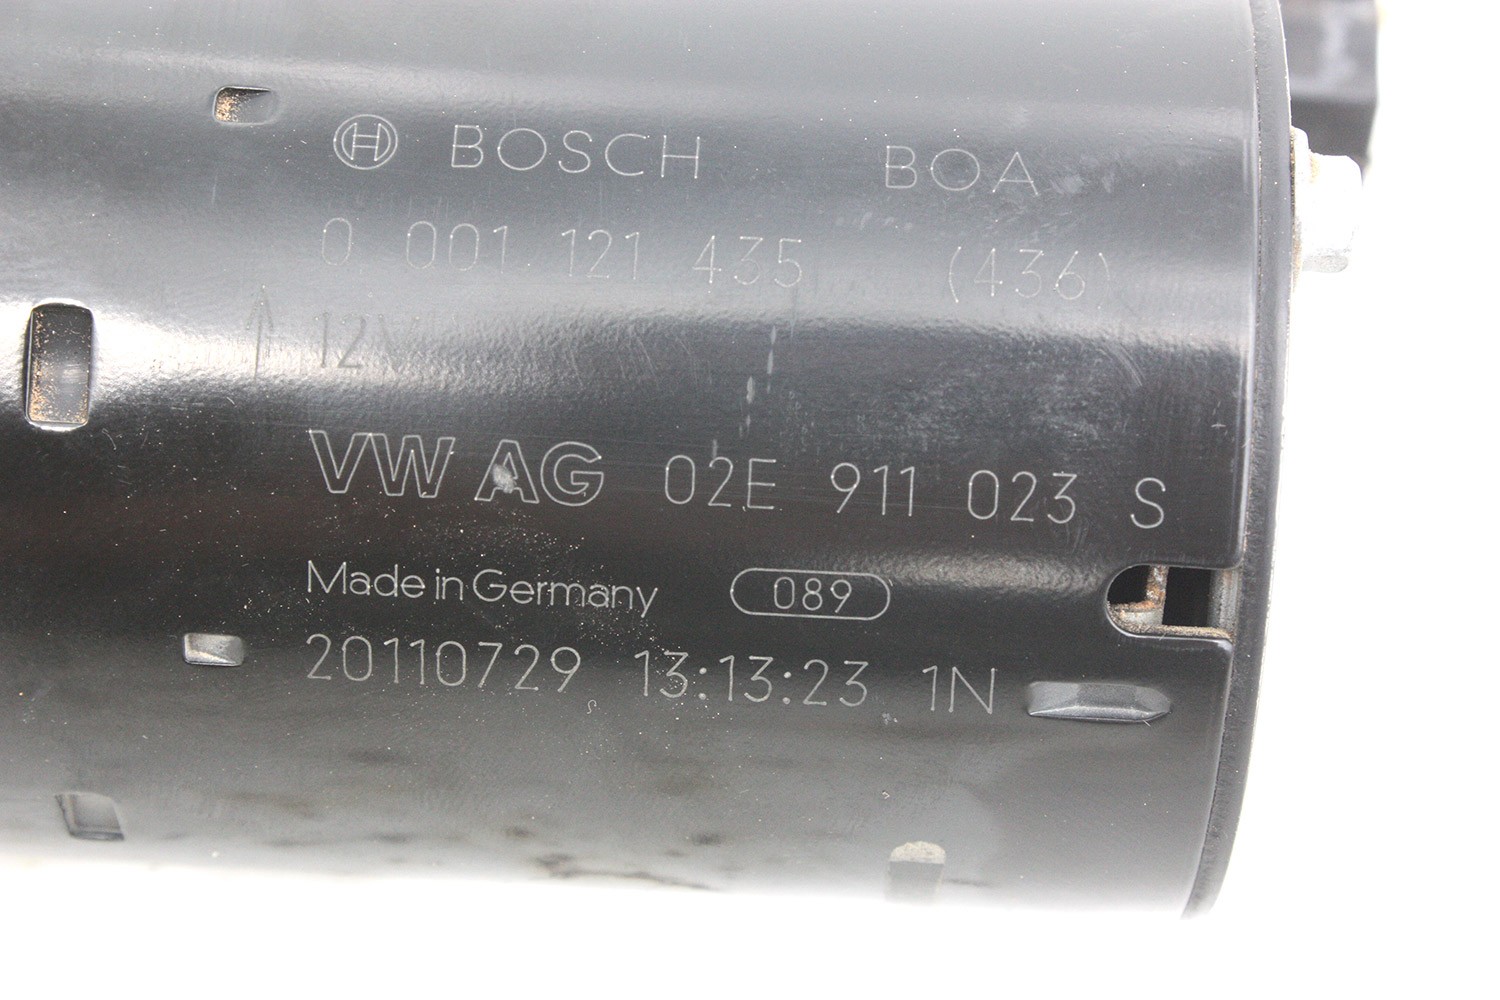 BOSCH BOA
0 001 121 435 (436)
12V
VW AG 02E 911 023 S
Made in Germany 089
20110729 13:13:23 1N